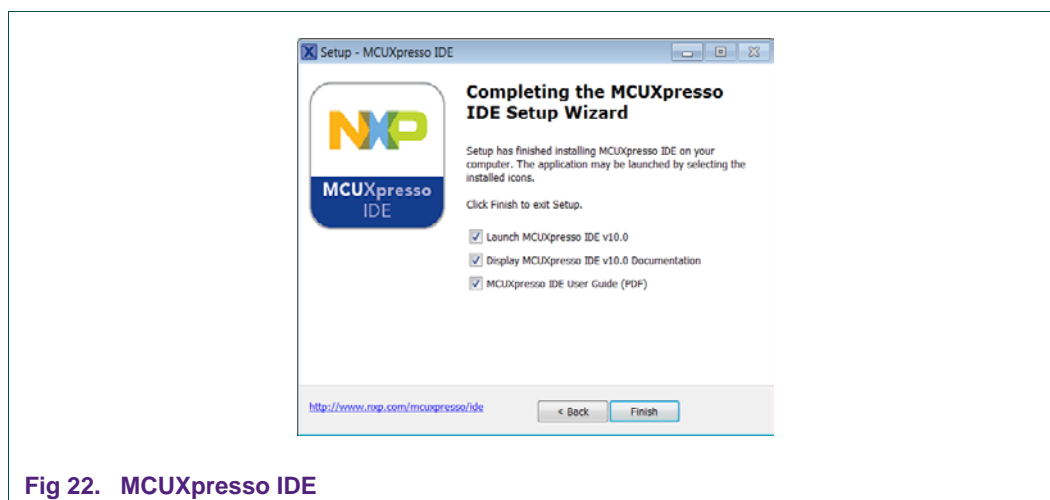 Setup - MCUXpresso IDE
NXP
MCUXpresso
IDE
Completing the MCUXpresso
IDE Setup Wizard
Setup has finished installing MCUXpresso IDE on your
computer. The application may be launched by selecting the
installed icons.
Click Finish to exit Setup.
Launch MCUXpresso IDE v10.0
Display MCUXpresso IDE v10.0 Documentation
MCUXpresso IDE User Guide (PDF)
http://www.nxp.com/mcuxpresso/ide
< Back
Finish
Fig 22. MCUXpresso IDE